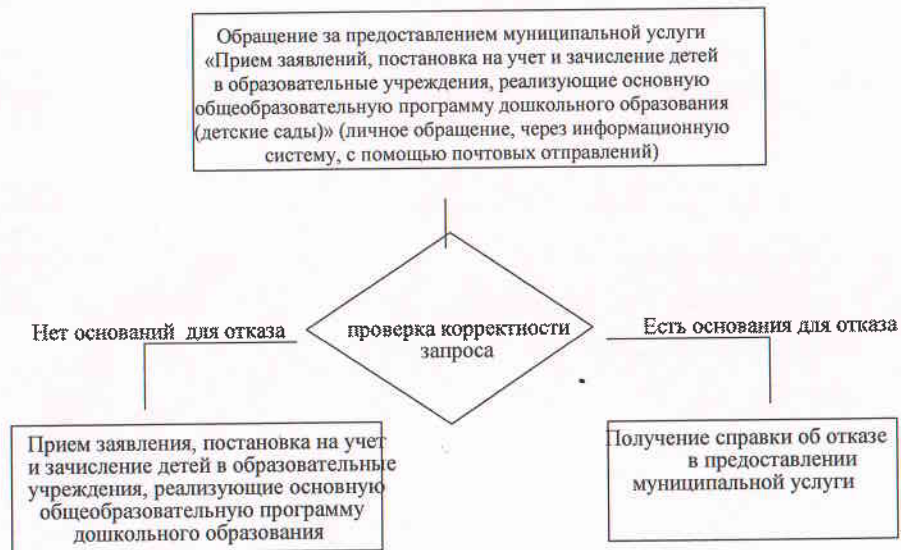 Обращение за предоставлением муниципальной услуги
«Прием заявлений, постановка на учет и зачисление детей
в образовательные учреждения, реализующие основную
общеобразовательную программу дошкольного образования
(детские сады)» (личное обращение, через информационную
систему, с помощью почтовых отправлений)
Нет оснований для отказа
проверка корректности
запроса
Есть основания для отказа
Прием заявления, постановка на учет
и зачисление детей в образовательные
учреждения, реализующие основную
общеобразовательную программу
дошкольного образования
Получение справки об отказе
в предоставлении
муниципальной услуги